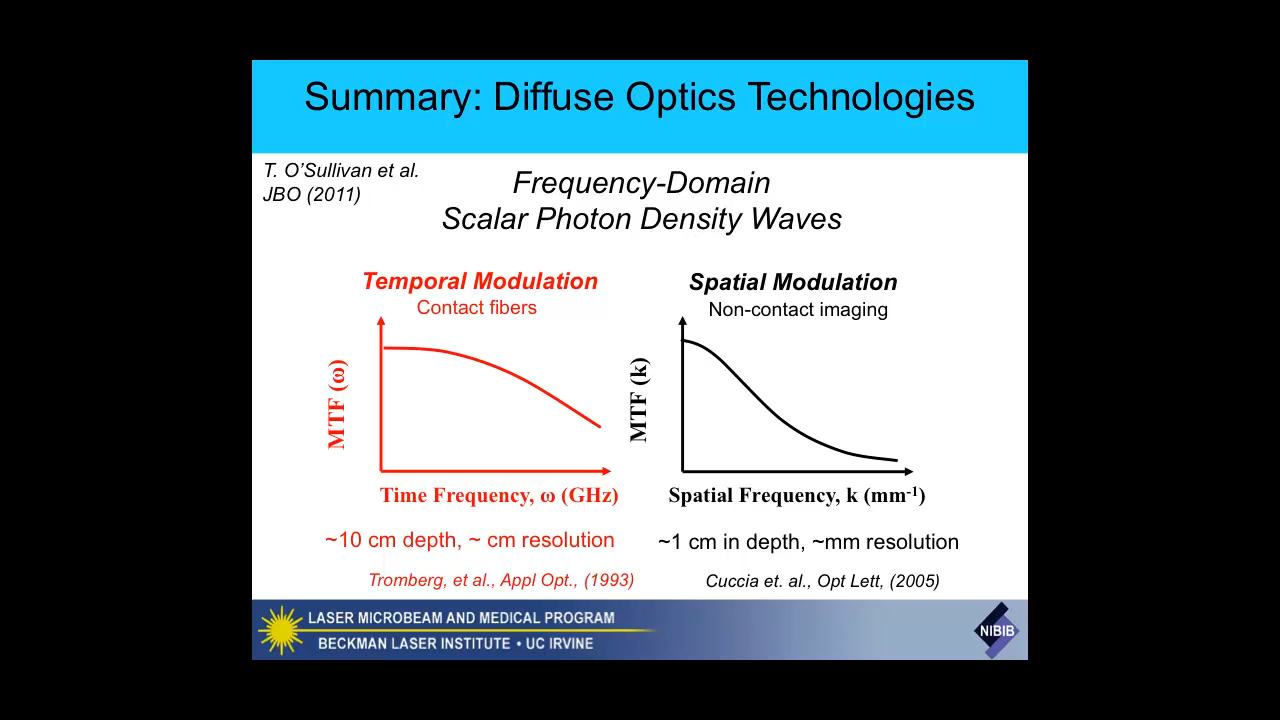 Summary: Diffuse Optics Technologies
T. O'Sullivan et al.
JBO (2011)
Frequency-Domain
Scalar Photon Density Waves
Temporal Modulation
Contact fibers
MTF (ω)
Time Frequency, ω (GHz)
~10 cm depth, ~ cm resolution
Tromberg, et al., Appl Opt., (1993)
Spatial Modulation
Non-contact imaging
MTF (k)
Spatial Frequency, k (mm⁻¹)
~1 cm in depth, ~mm resolution
Cuccia et. al., Opt Lett, (2005)
LASER MICROBEAM AND MEDICAL PROGRAM
BECKMAN LASER INSTITUTE • UC IRVINE
NIBIB